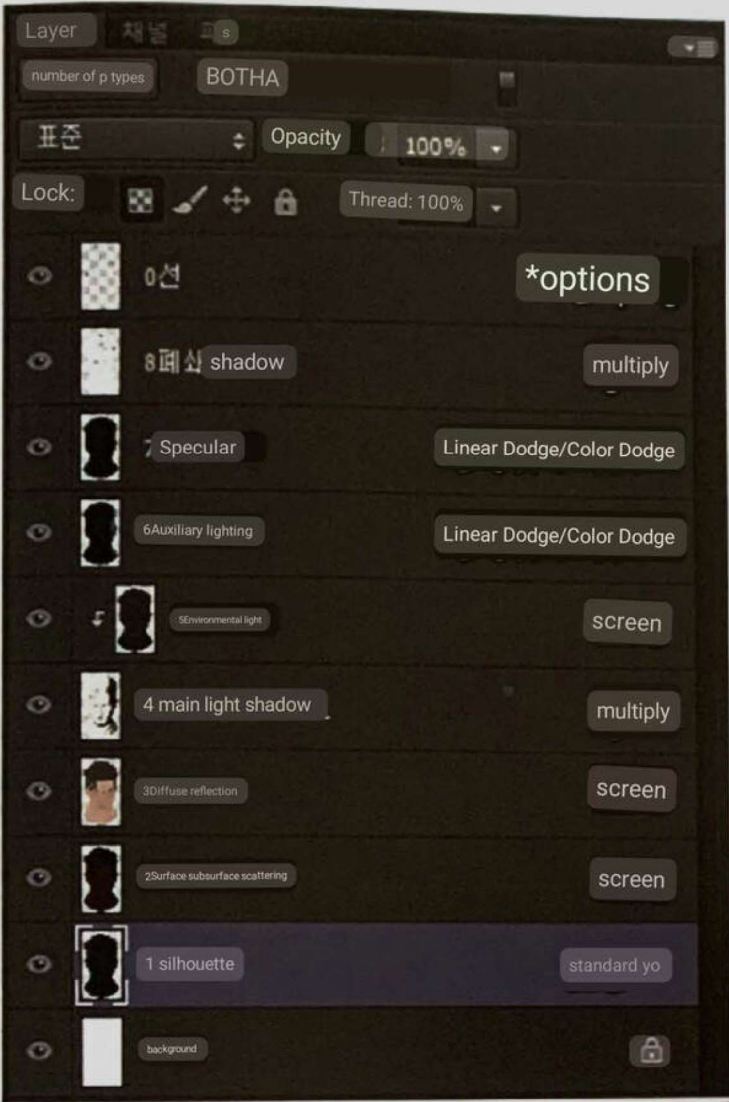 Layer 채널 s
number of p types BOTHA
표준 Opacity 100%
Lock: Thread: 100%
0선 *options
8폐쇄 shadow multiply
Specular Linear Dodge/Color Dodge
6Auxiliary lighting Linear Dodge/Color Dodge
5Environmental light screen
4 main light shadow multiply
3Diffuse reflection screen
2Surface subsurface scattering screen
1 silhouette standard yo
background